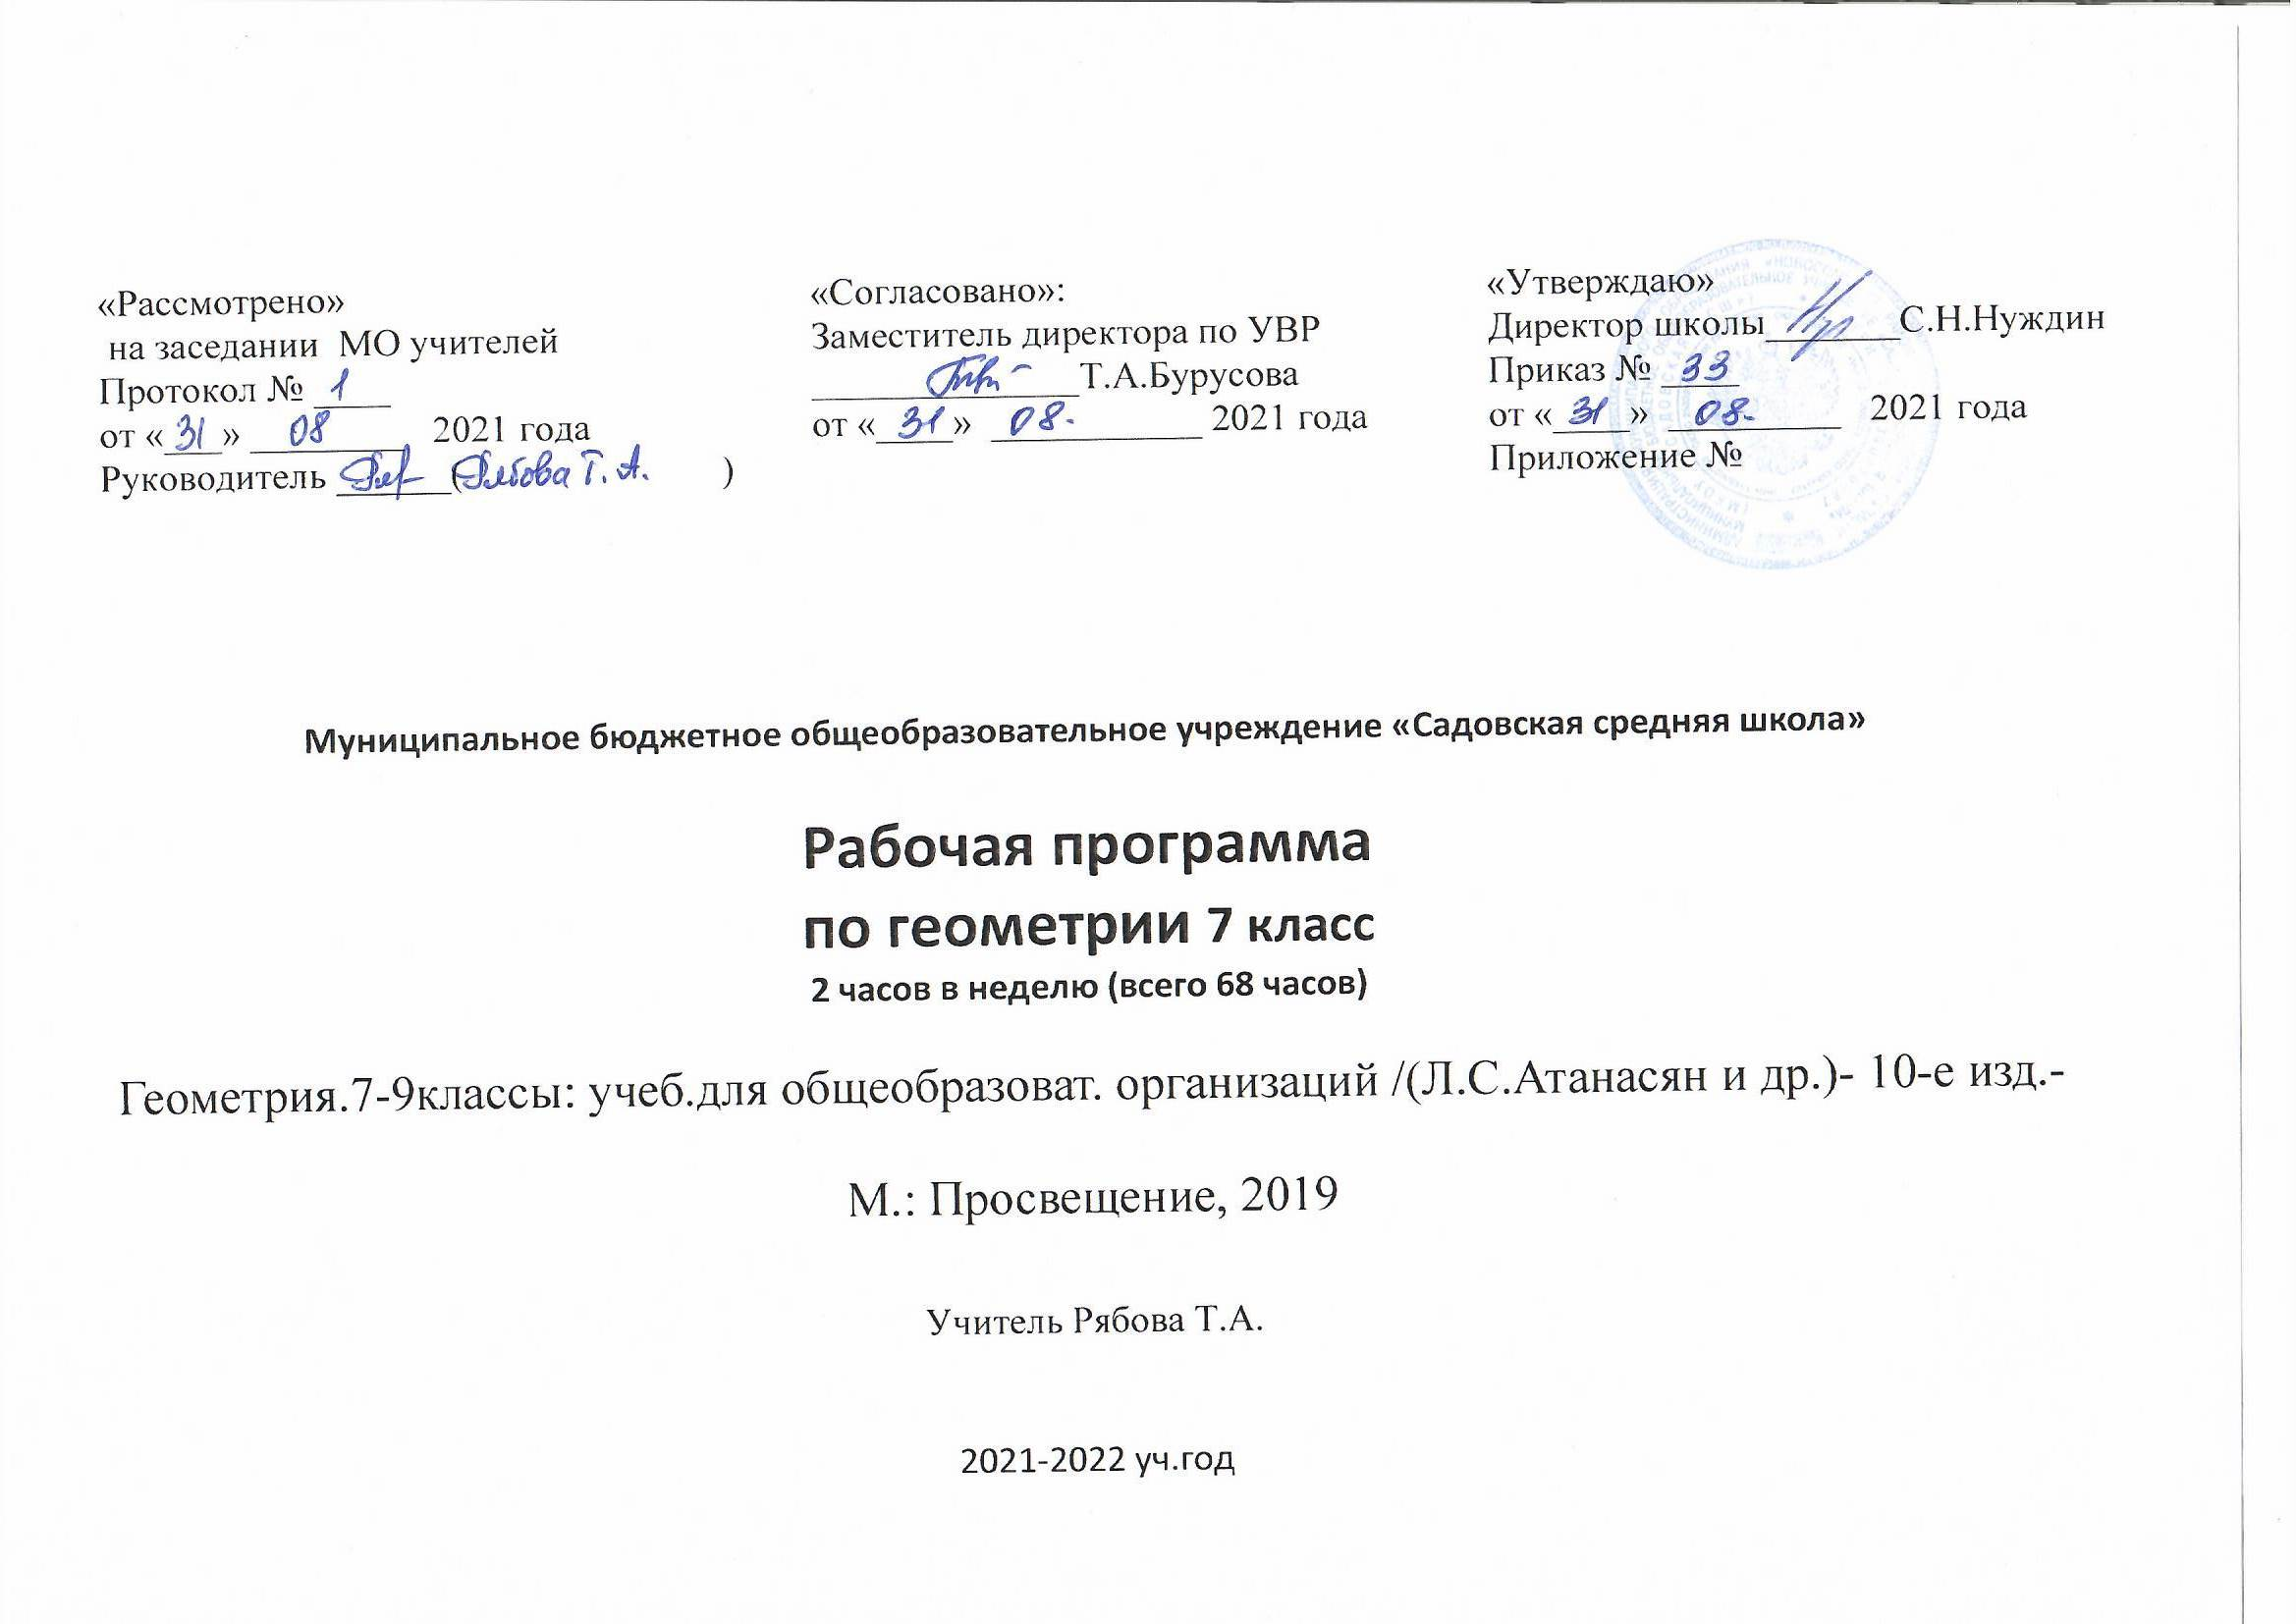 «Рассмотрено»
на заседании МО учителей
Протокол № 1
от «31» 08 2021 года
Руководитель (Рябова Т. А. )
«Согласовано»:
Заместитель директора по УВР
Т.А.Бурусова
от «31» 08. 2021 года
«Утверждаю»
Директор школы С.Н.Нуждин
Приказ № 33
от «31» 08. 2021 года
Приложение №
Муниципальное бюджетное общеобразовательное учреждение «Садовская средняя школа»
Рабочая программа
по геометрии 7 класс
2 часов в неделю (всего 68 часов)
Геометрия.7-9классы: учеб.для общеобразоват. организаций /(Л.С.Атанасян и др.)- 10-е изд.-
М.: Просвещение, 2019
Учитель Рябова Т.А.
2021-2022 уч.год